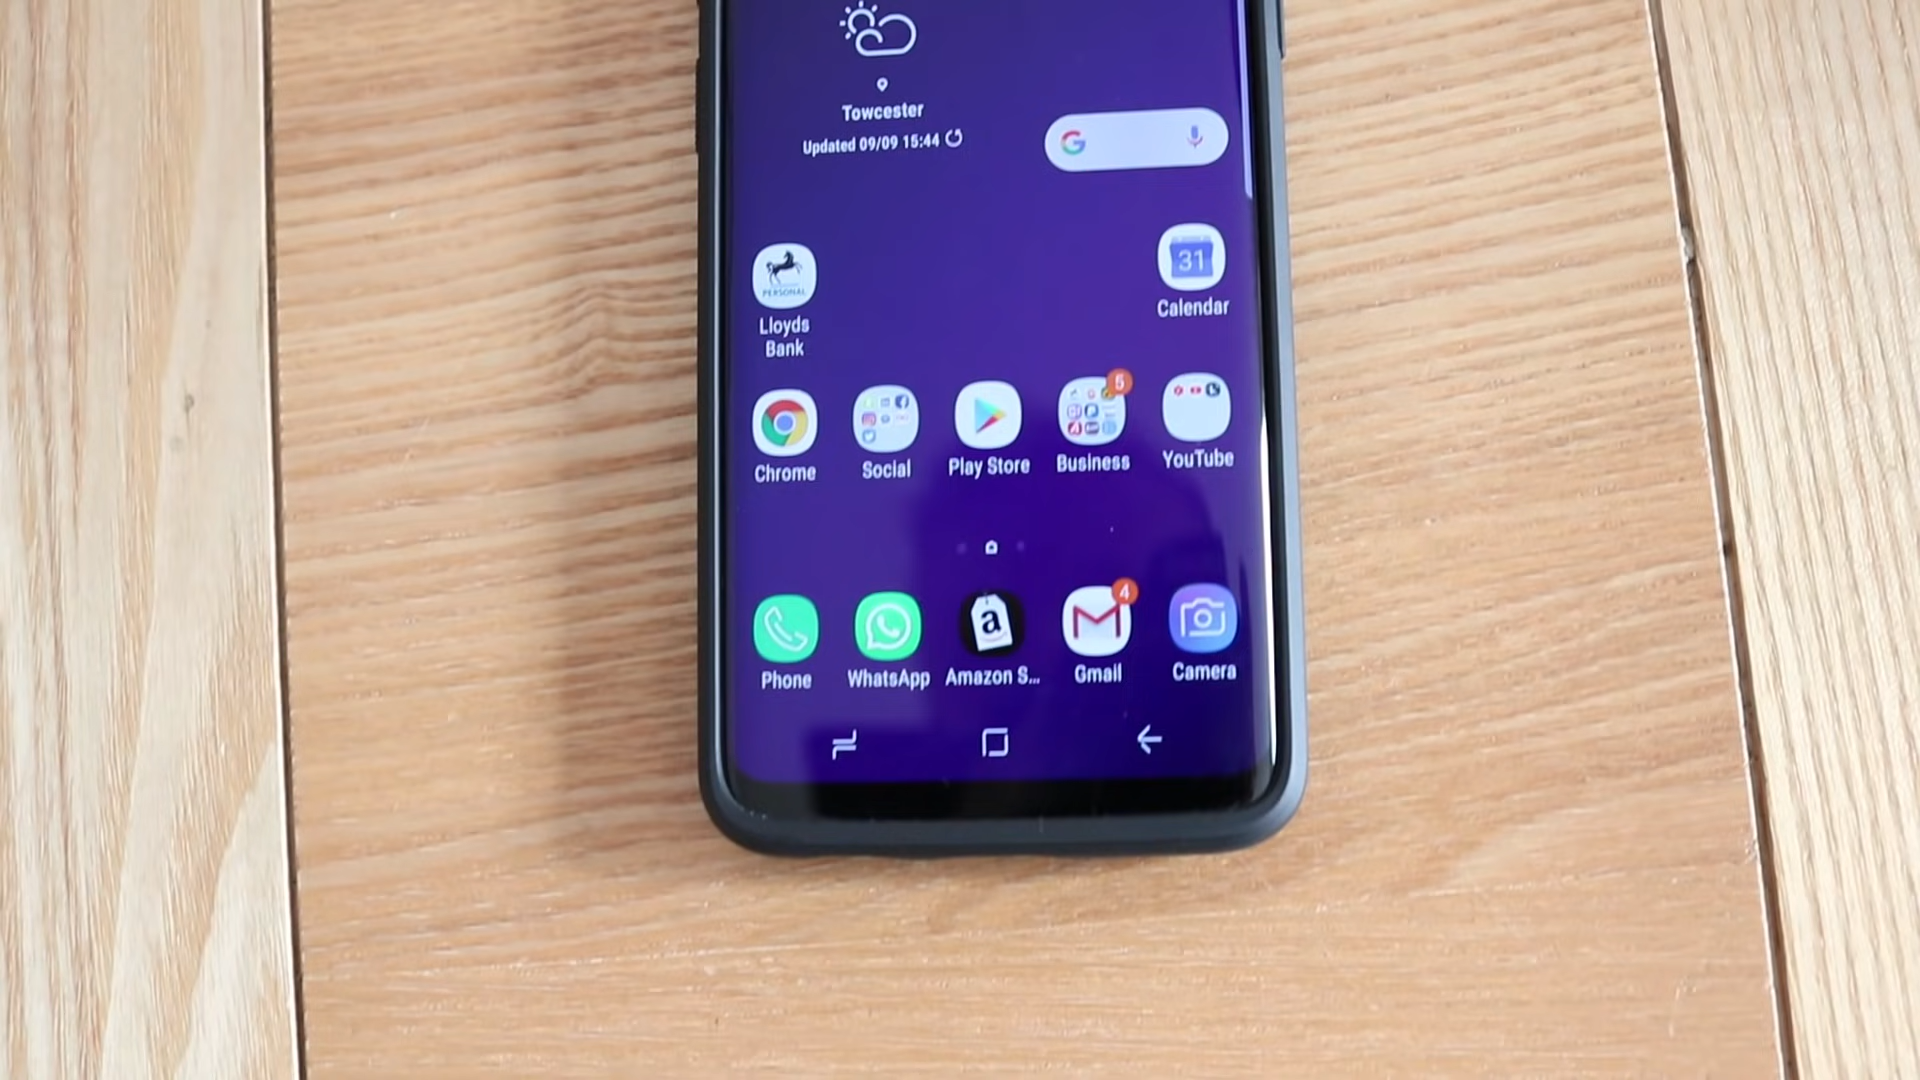 Towcester
Updated 09/09 15:44
G
PERSONAL
Lloyds
Bank
31
Calendar
5
Chrome
Social
Play Store
Business
YouTube
4
a
Phone
WhatsApp
Amazon S...
Gmail
Camera